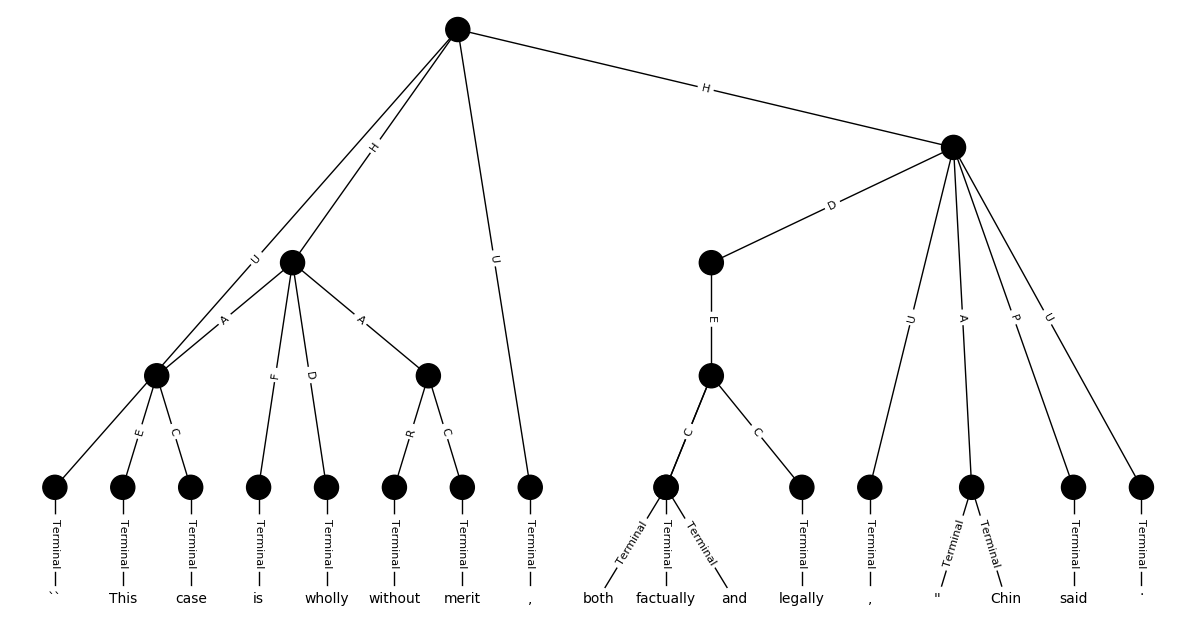 H
H
D
U
H
U
U
A
A
E
U
A
P
U
F
D
E
C
R
C
C
C
Terminal Terminal Terminal Terminal Terminal Terminal Terminal Terminal Terminal Terminal Terminal Terminal Terminal Terminal Terminal Terminal Terminal
`` This case is wholly without merit , both factually and legally , " Chin said .